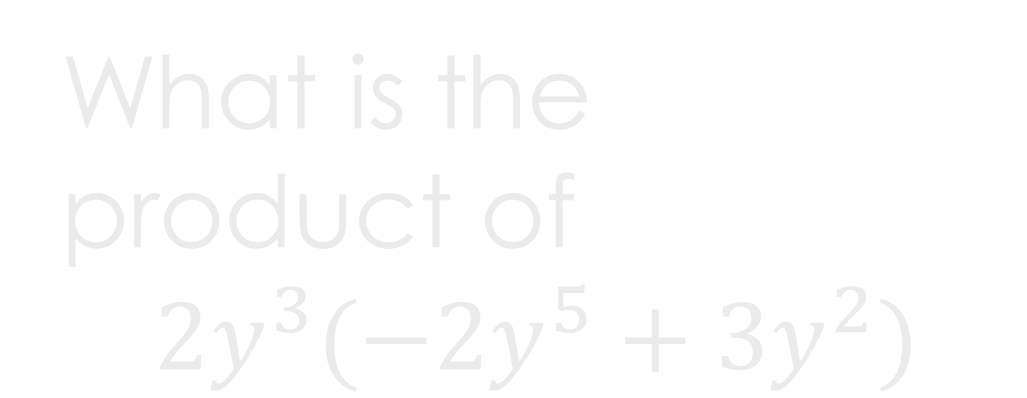 What is the
product of
2y³(−2y⁵ + 3y²)